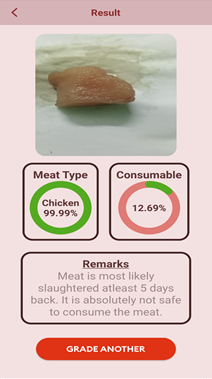 Result
Meat Type
Chicken
99.99%
Consumable
12.69%
Remarks
Meat is most likely
slaughtered atleast 5 days
back. It is absolutely not safe
to consume the meat.
GRADE ANOTHER